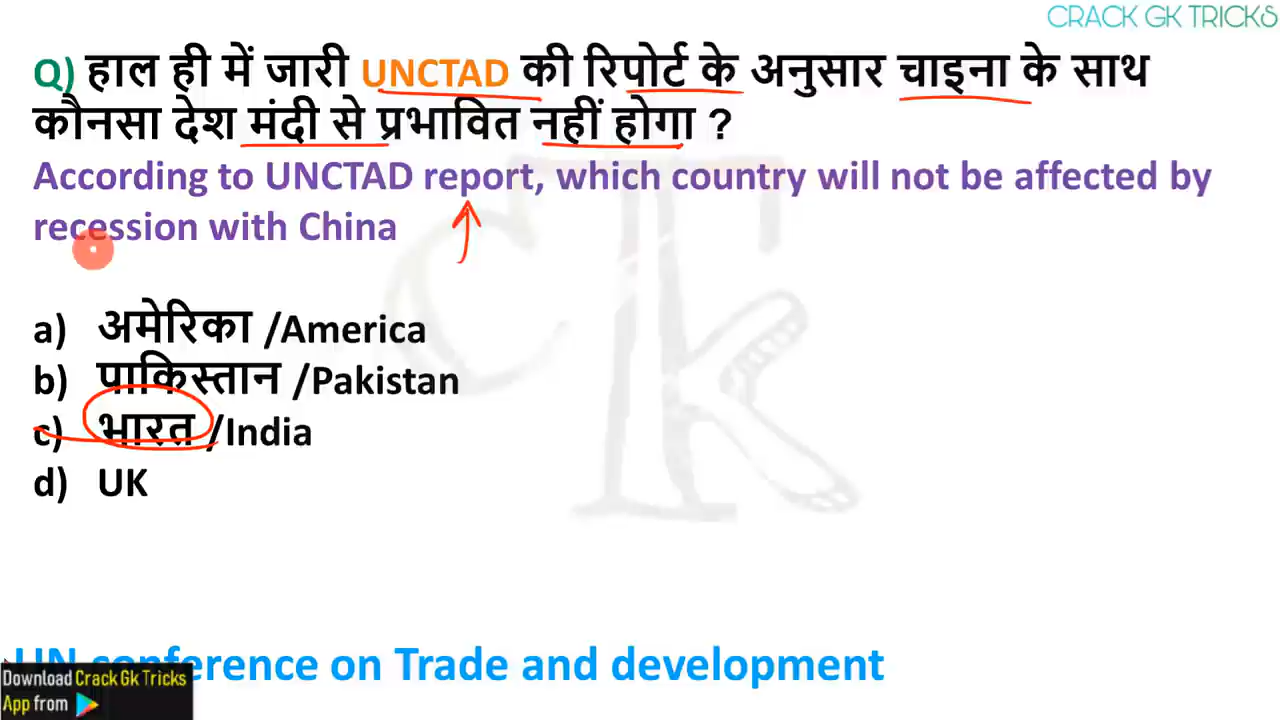 CRACK GK TRICKS
Q) हाल ही में जारी UNCTAD की रिपोर्ट के अनुसार चाइना के साथ
कौनसा देश मंदी से प्रभावित नहीं होगा ?
According to UNCTAD report, which country will not be affected by
recession with China
a) अमेरिका /America
b) पाकिस्तान /Pakistan
c) भारत /India
d) UK
UN conference on Trade and development
Download Crack Gk Tricks
App from